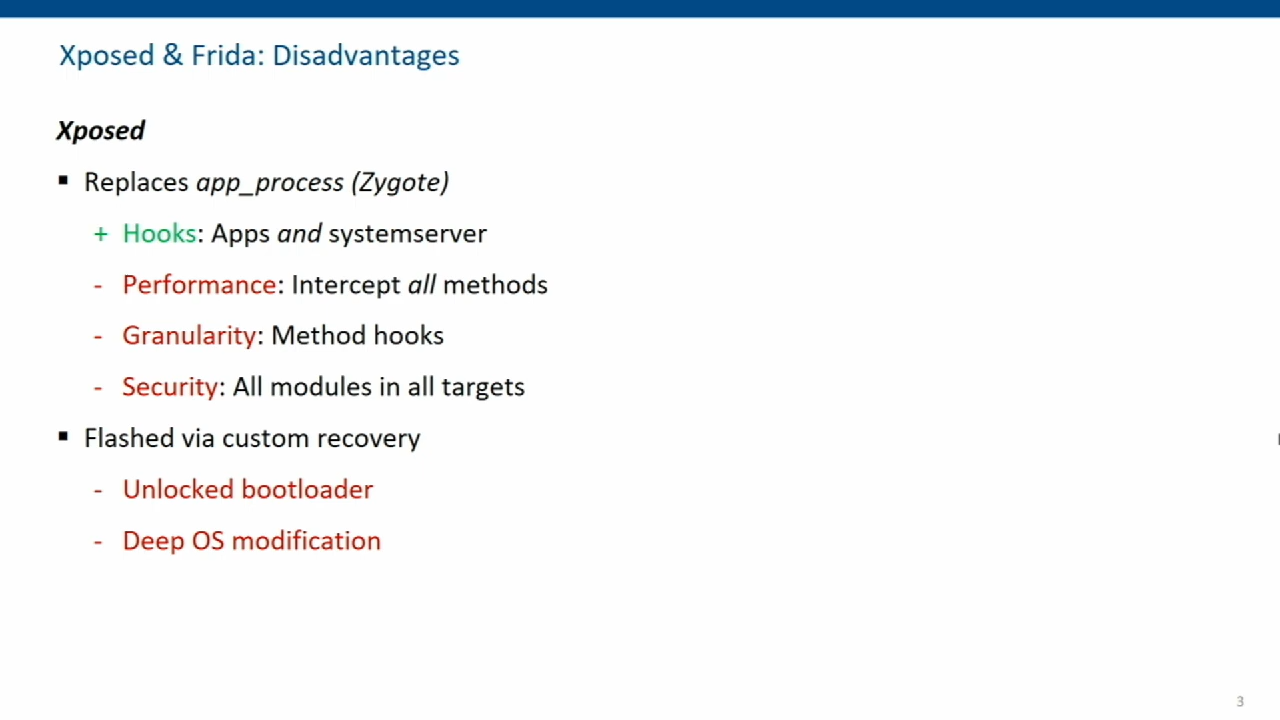 Xposed & Frida: Disadvantages
Xposed
▪ Replaces app_process (Zygote)
+ Hooks: Apps and systemserver
- Performance: Intercept all methods
- Granularity: Method hooks
- Security: All modules in all targets
▪ Flashed via custom recovery
- Unlocked bootloader
- Deep OS modification
3